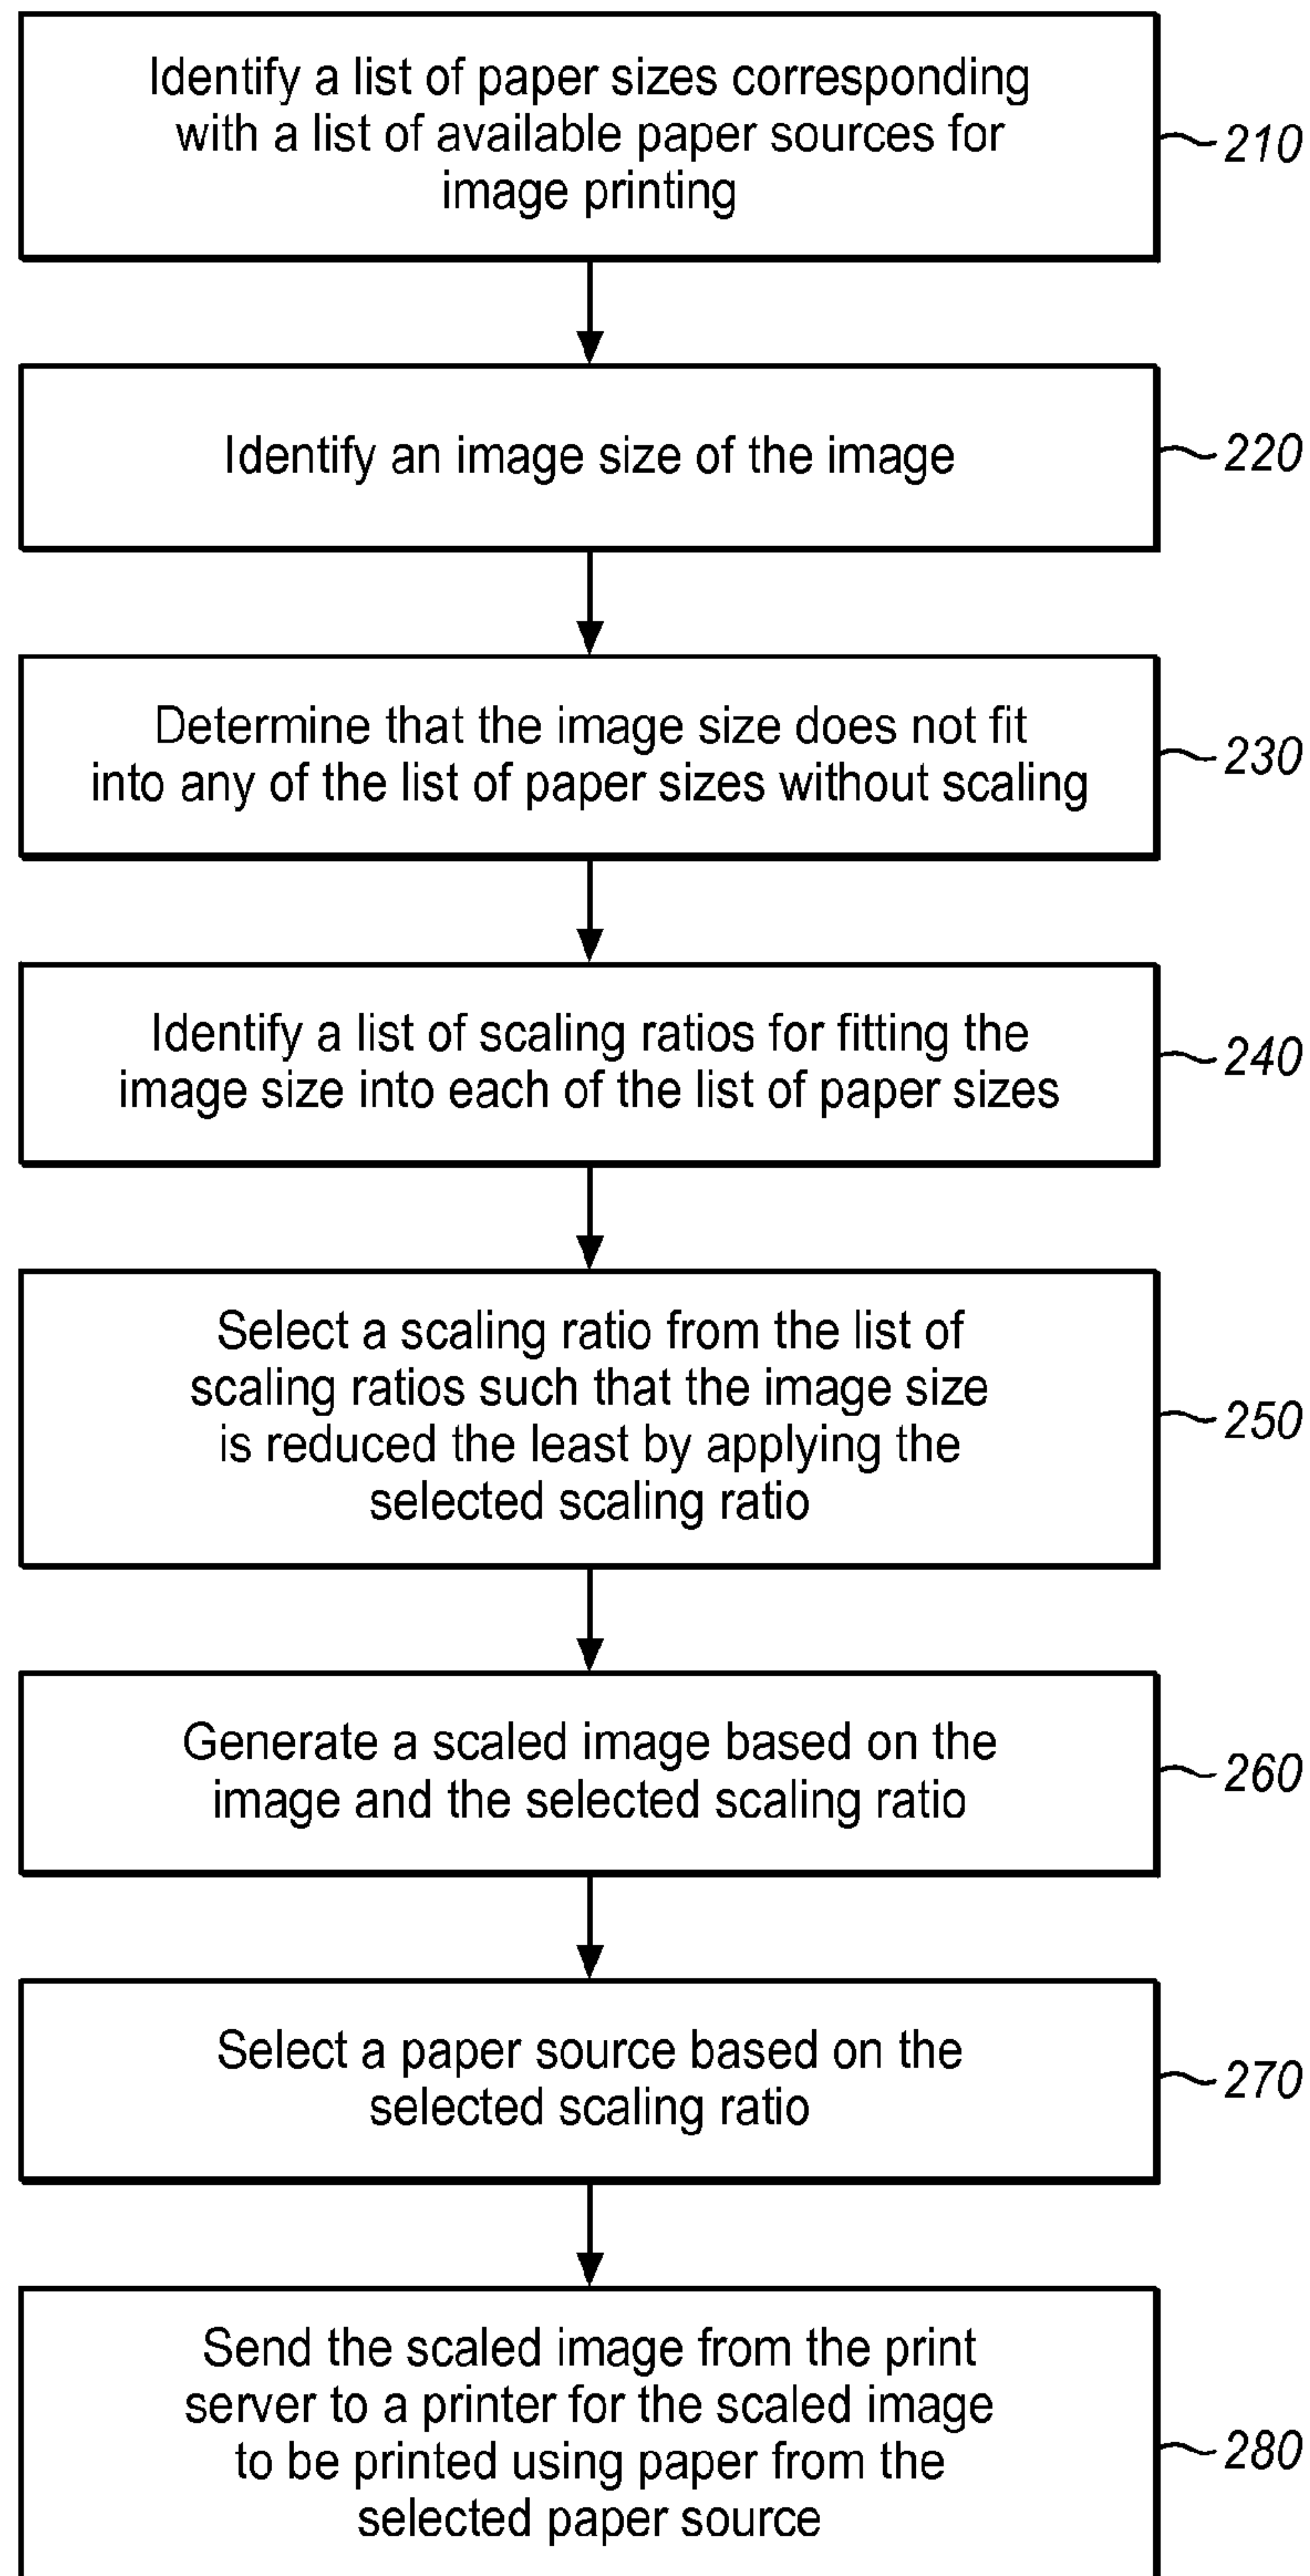 Identify a list of paper sizes corresponding
with a list of available paper sources for
image printing
210
Identify an image size of the image
220
Determine that the image size does not fit
into any of the list of paper sizes without scaling
230
Identify a list of scaling ratios for fitting the
image size into each of the list of paper sizes
240
Select a scaling ratio from the list of
scaling ratios such that the image size
is reduced the least by applying the
selected scaling ratio
250
Generate a scaled image based on the
image and the selected scaling ratio
260
Select a paper source based on the
selected scaling ratio
270
Send the scaled image from the print
server to a printer for the scaled image
to be printed using paper from the
selected paper source
280